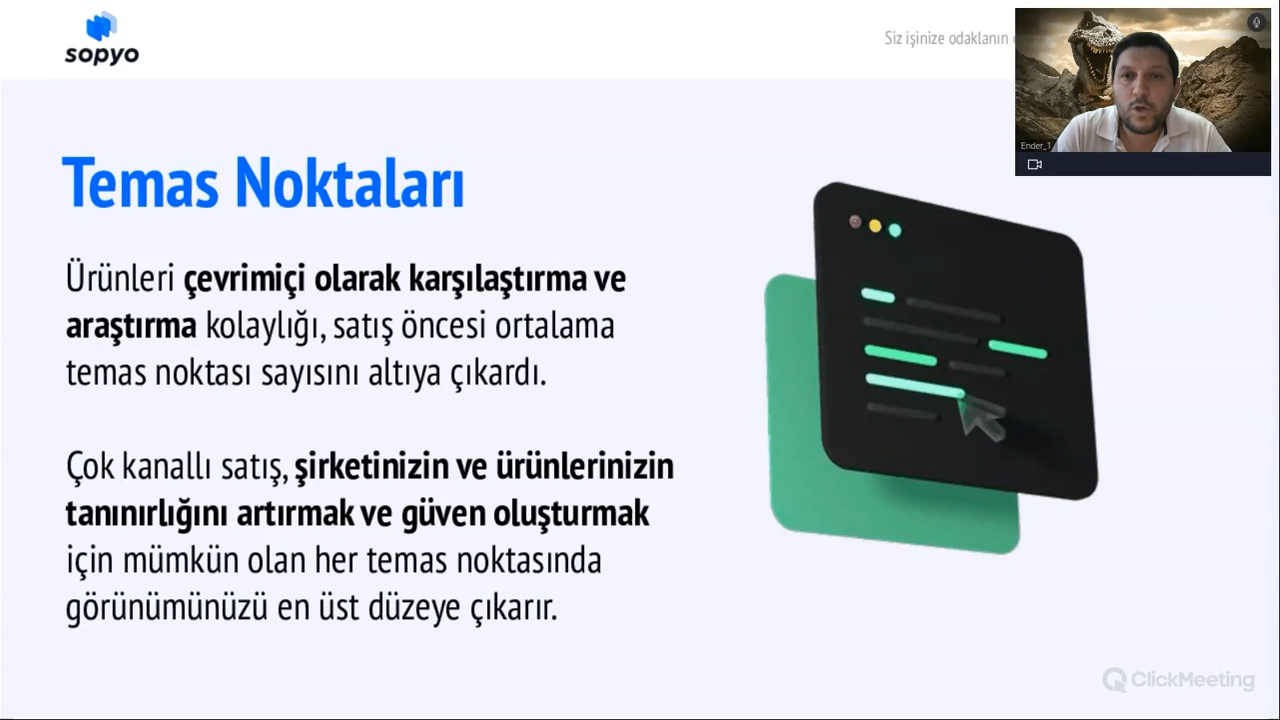 sopyo
Siz işinize odaklanın
Ender_1
Temas Noktaları
Ürünleri çevrimiçi olarak karşılaştırma ve
araştırma kolaylığı, satış öncesi ortalama
temas noktası sayısını altıya çıkardı.
Çok kanallı satış, şirketinizin ve ürünlerinizin
tanınırlığını artırmak ve güven oluşturmak
için mümkün olan her temas noktasında
görünümünüzü en üst düzeye çıkarır.
ClickMeeting